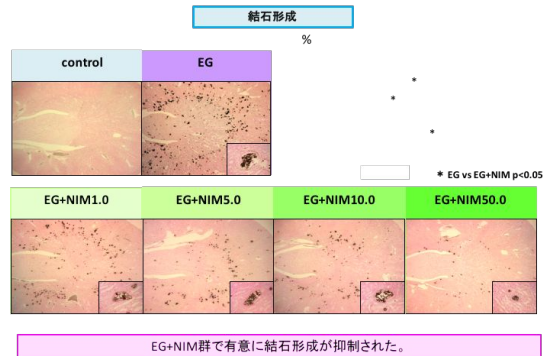 結石形成
%
control EG
*
*
*
* EG vs EG+NIM p<0.05
EG+NIM1.0 EG+NIM5.0 EG+NIM10.0 EG+NIM50.0
EG+NIM群で有意に結石形成が抑制された。